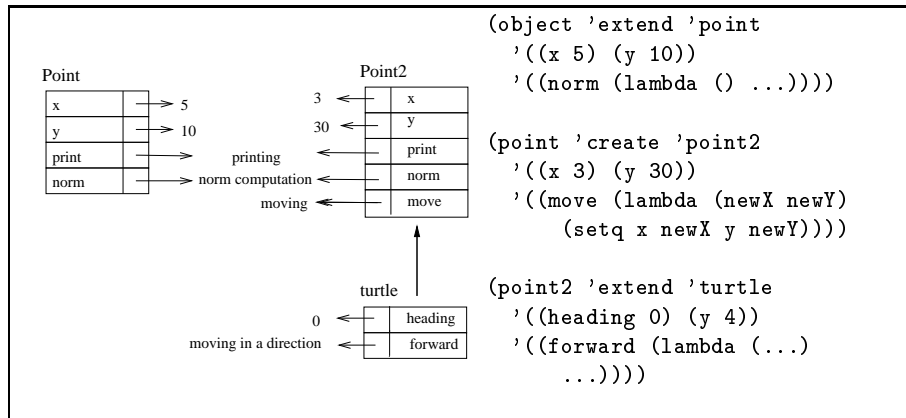 Point
x 5
y 10
print
norm
printing
norm computation
moving
Point2
3 x
30 y
print
norm
move
turtle
0 heading
moving in a direction forward
(object 'extend 'point
'((x 5) (y 10))
'((norm (lambda () ...))))
(point 'create 'point2
'((x 3) (y 30))
'((move (lambda (newX newY)
(setq x newX y newY))))
(point2 'extend 'turtle
'((heading 0) (y 4))
'((forward (lambda (...)
...))))